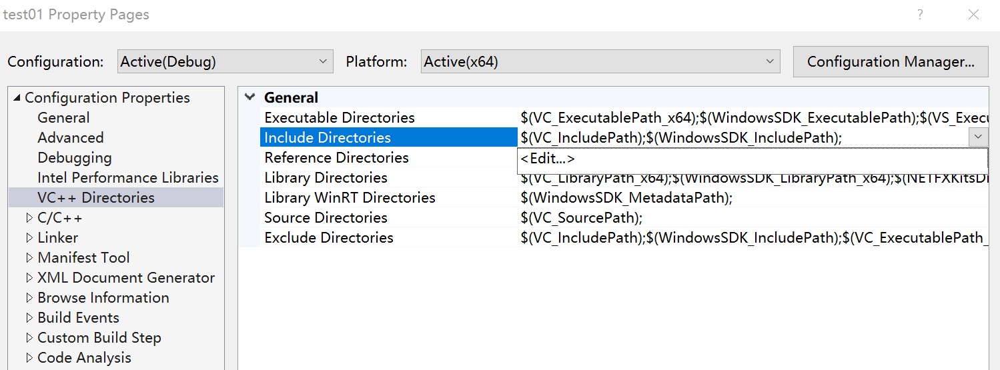 test01 Property Pages
Configuration: Active(Debug) Platform: Active(x64) Configuration Manager...
Configuration Properties
General
Advanced
Debugging
Intel Performance Libraries
VC++ Directories
C/C++
Linker
Manifest Tool
XML Document Generator
Browse Information
Build Events
Custom Build Step
Code Analysis
General
Executable Directories $(VC_ExecutablePath_x64);$(WindowsSDK_ExecutablePath);$(VS_Execu
Include Directories $(VC_IncludePath);$(WindowsSDK_IncludePath);
<Edit...>
Reference Directories
Library Directories $(VC_LibraryPath_x64);$(WindowsSDK_LibraryPath_x64);$(NETFXKitsDi
Library WinRT Directories $(WindowsSDK_MetadataPath);
Source Directories $(VC_SourcePath);
Exclude Directories $(VC_IncludePath);$(WindowsSDK_IncludePath);$(VC_ExecutablePath_